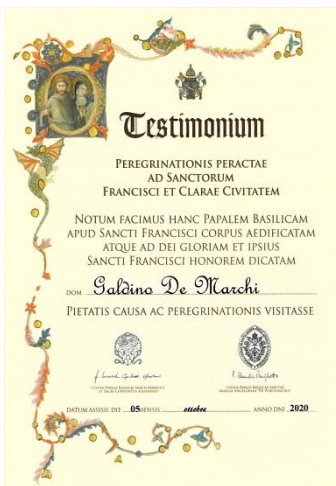 Testimonium
PEREGRINATIONIS PERACTAE
AD SANCTORUM
FRANCISCI ET CLARAE CIVITATEM
NOTUM FACIMUS HANC PAPALEM BASILICAM
APUD SANCTI FRANCISCI CORPUS AEDIFICATAM
ATQUE AD DEI GLORIAM ET IPSIUS
SANCTI FRANCISCI HONOREM DICATAM
DOM Galdino De Marchi
PIETATIS CAUSA AC PEREGRINATIONIS VISITASSE
DATUM ASSISII DIE 05 MENSIS ottobre ANNO DNI 2020